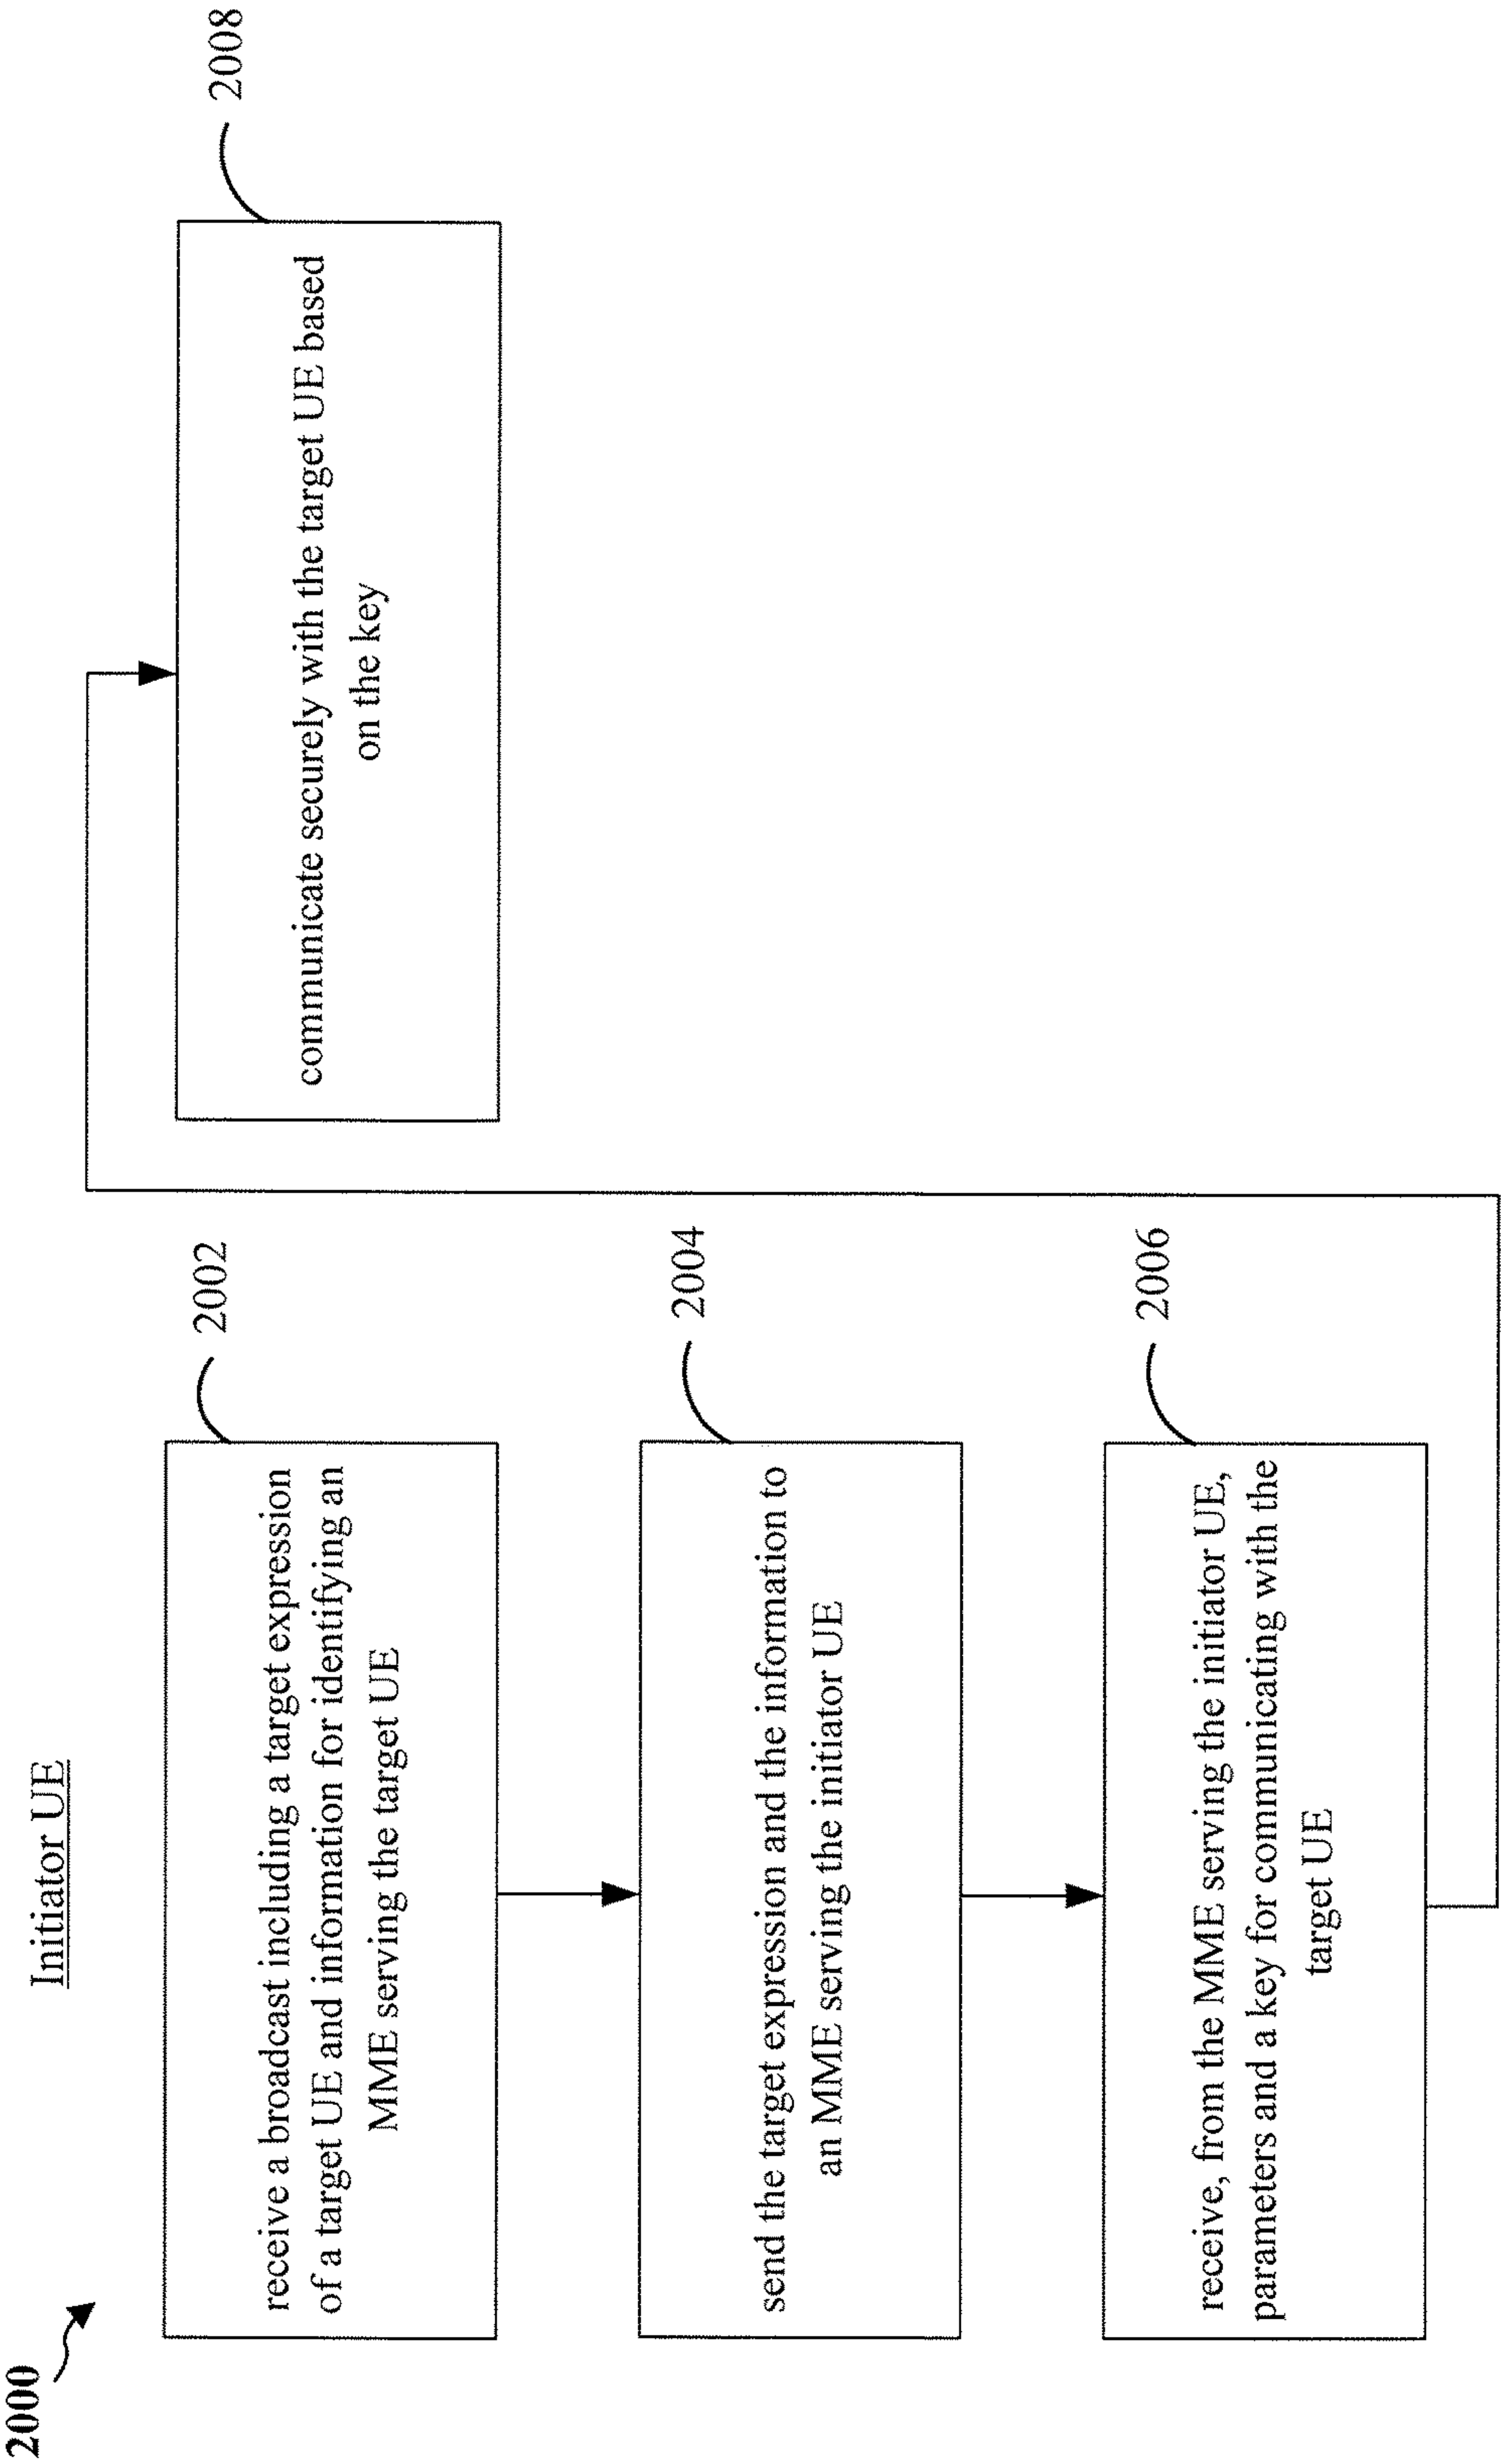 2000
Initiator UE
receive a broadcast including a target expression
of a target UE and information for identifying an
MME serving the target UE
2002
send the target expression and the information to
an MME serving the initiator UE
2004
receive, from the MME serving the initiator UE,
parameters and a key for communicating with the
target UE
2006
communicate securely with the target UE based
on the key
2008